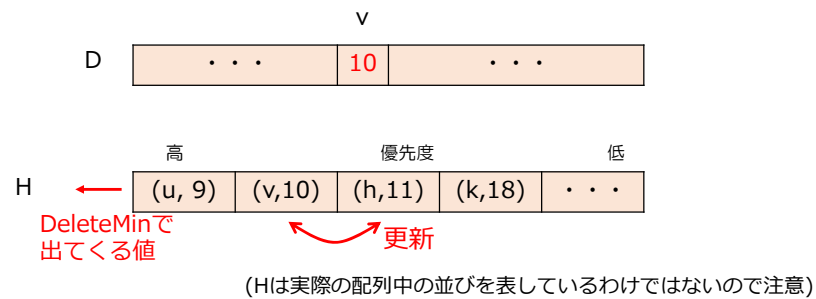 v
D ・・・ 10 ・・・
高 優先度 低
H (u, 9) (v,10) (h,11) (k,18) ・・・
DeleteMinで
出てくる値
更新
(Hは実際の配列中の並びを表しているわけではないので注意)